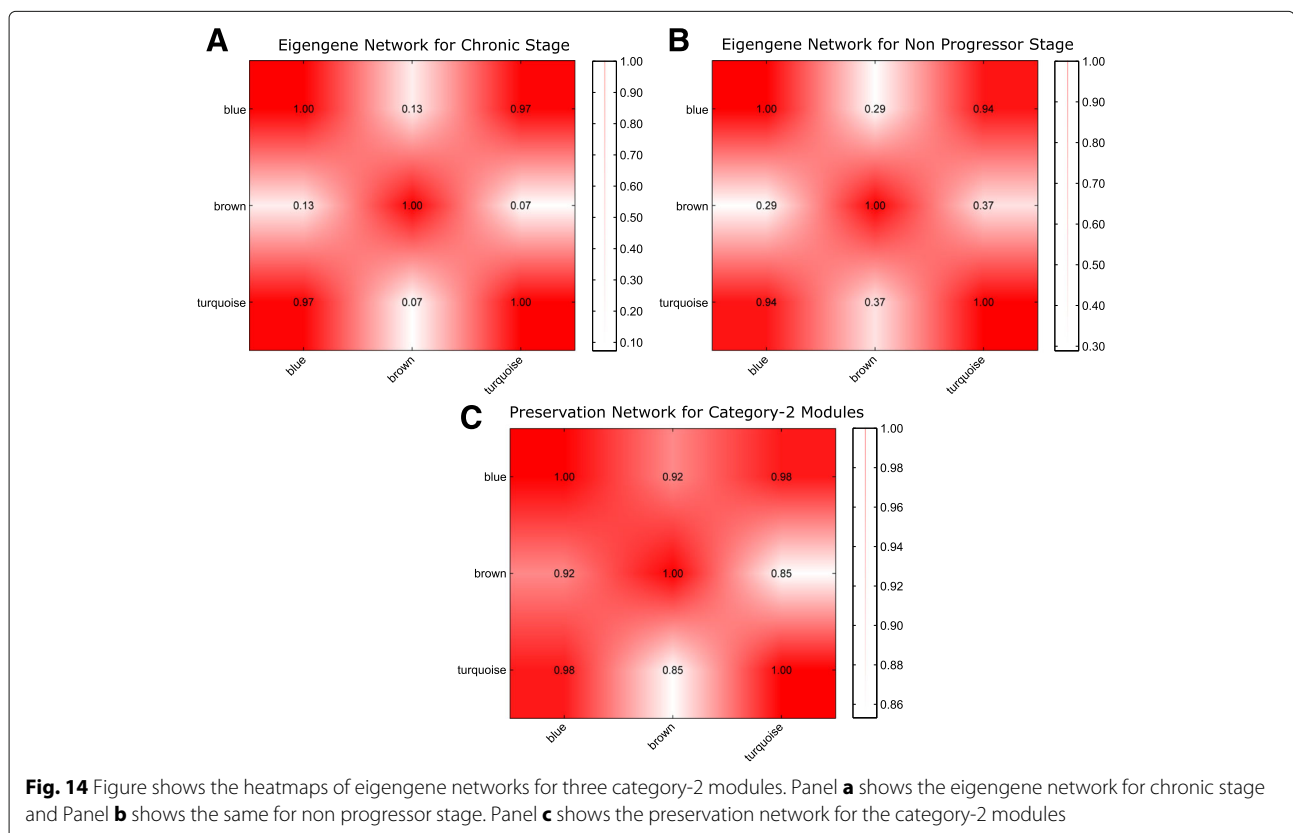 A
Eigengene Network for Chronic Stage
blue
brown
turquoise
1.00 0.13 0.97
0.13 1.00 0.07
0.97 0.07 1.00
blue brown turquoise
1.00
0.90
0.80
0.70
0.60
0.50
0.40
0.30
0.20
0.10
B
Eigengene Network for Non Progressor Stage
blue
brown
turquoise
1.00 0.29 0.94
0.29 1.00 0.37
0.94 0.37 1.00
blue brown turquoise
1.00
0.90
0.80
0.70
0.60
0.50
0.40
0.30
C
Preservation Network for Category-2 Modules
blue
brown
turquoise
1.00 0.92 0.98
0.92 1.00 0.85
0.98 0.85 1.00
blue brown turquoise
1.00
0.98
0.96
0.94
0.92
0.90
0.88
0.86
Fig. 14 Figure shows the heatmaps of eigengene networks for three category-2 modules. Panel a shows the eigengene network for chronic stage
and Panel b shows the same for non progressor stage. Panel c shows the preservation network for the category-2 modules